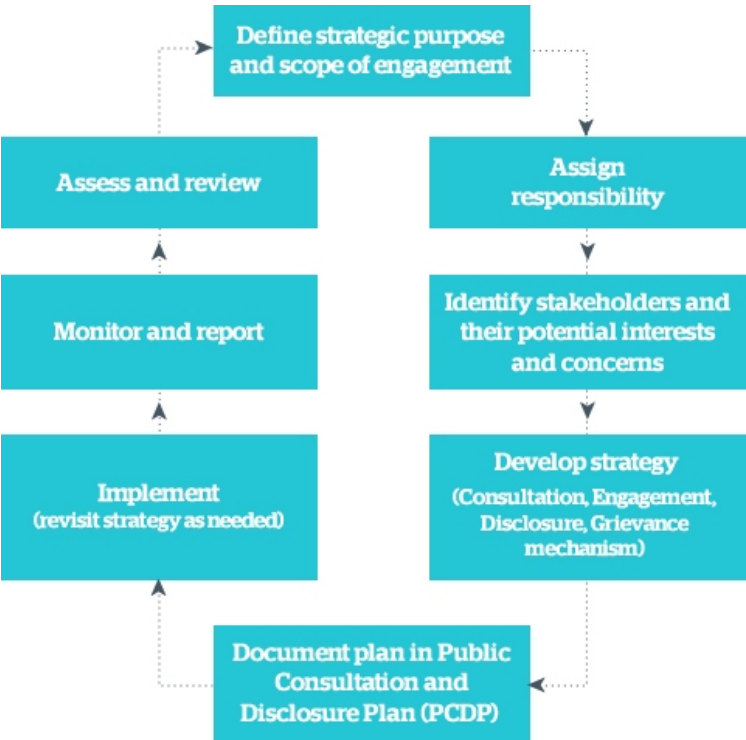 Define strategic purpose
and scope of engagement
Assign
responsibility
Identify stakeholders and
their potential interests
and concerns
Develop strategy
(Consultation, Engagement,
Disclosure, Grievance
mechanism)
Document plan in Public
Consultation and
Disclosure Plan (PCDP)
Implement
(revisit strategy as needed)
Monitor and report
Assess and review